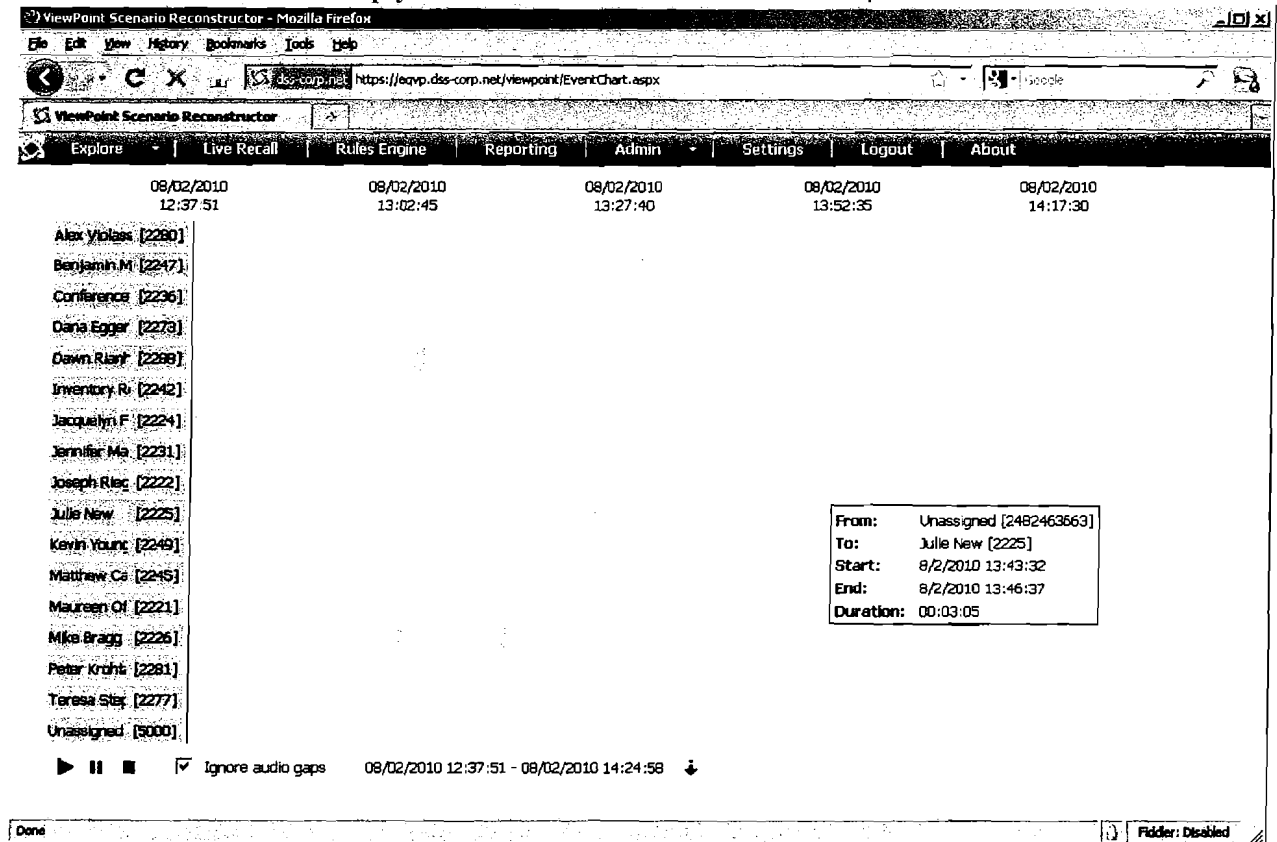 ViewPoint Scenario Reconstructor - Mozilla Firefox
File Edit View History Bookmarks Tools Help
dss-corp.net https://eqvp.dss-corp.net/viewpoint/EventChart.aspx Google
ViewPoint Scenario Reconstructor
Explore Live Recall Rules Engine Reporting Admin Settings Logout About
08/02/2010 08/02/2010 08/02/2010 08/02/2010 08/02/2010
12:37:51 13:02:45 13:27:40 13:52:35 14:17:30
Alex Violass [2280]
Benjamin M [2247]
Conference [2236]
Dana Egger [2273]
Dawn [2288]
Inventory R [2242]
Jacquelyn F [2224]
Jennifer Ma [2231]
Joseph [2222]
Julie New [2225]
Kevin Young [2249]
Matthew Ca [2245]
Maureen Of [2221]
Mike Bragg [2226]
Peter [2281]
Teresa Step [2277]
Unassigned [5000]
From: Unassigned [2482463563]
To: Julie New [2225]
Start: 8/2/2010 13:43:32
End: 8/2/2010 13:46:37
Duration: 00:03:05
Ignore audio gaps 08/02/2010 12:37:51 - 08/02/2010 14:24:58
Done Fiddler: Disabled